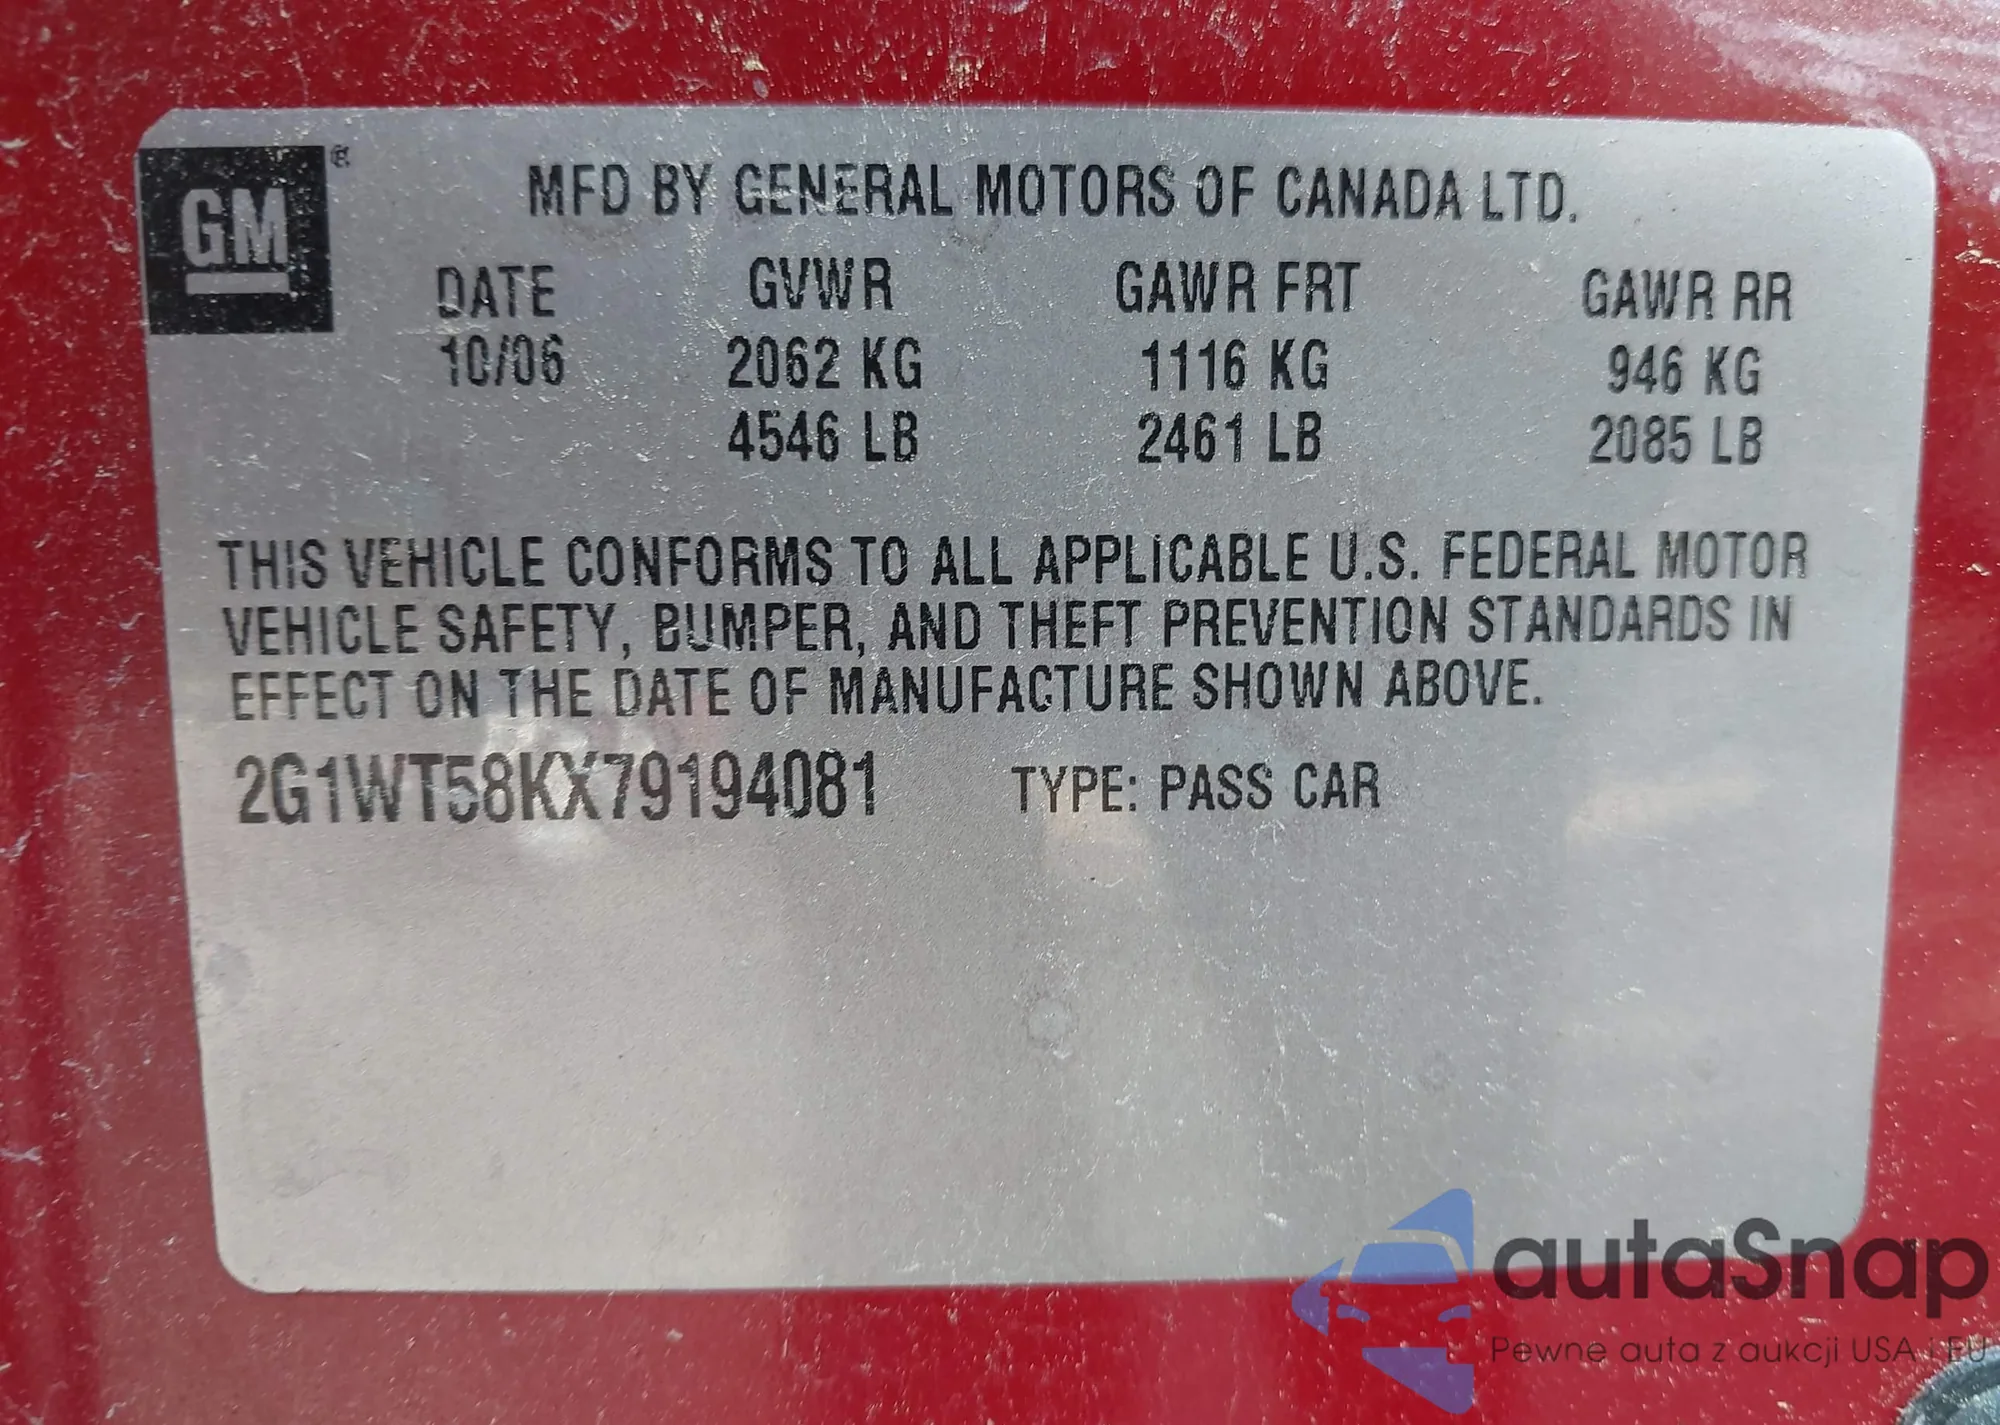 GM ®
MFD BY GENERAL MOTORS OF CANADA LTD.
DATE GVWR GAWR FRT GAWR RR
10/06 2062 KG 1116 KG 946 KG
4546 LB 2461 LB 2085 LB
THIS VEHICLE CONFORMS TO ALL APPLICABLE U.S. FEDERAL MOTOR
VEHICLE SAFETY, BUMPER, AND THEFT PREVENTION STANDARDS IN
EFFECT ON THE DATE OF MANUFACTURE SHOWN ABOVE.
2G1WT58KX79194081 TYPE: PASS CAR
autaSnap
Pewne auta z aukcji USA i EU